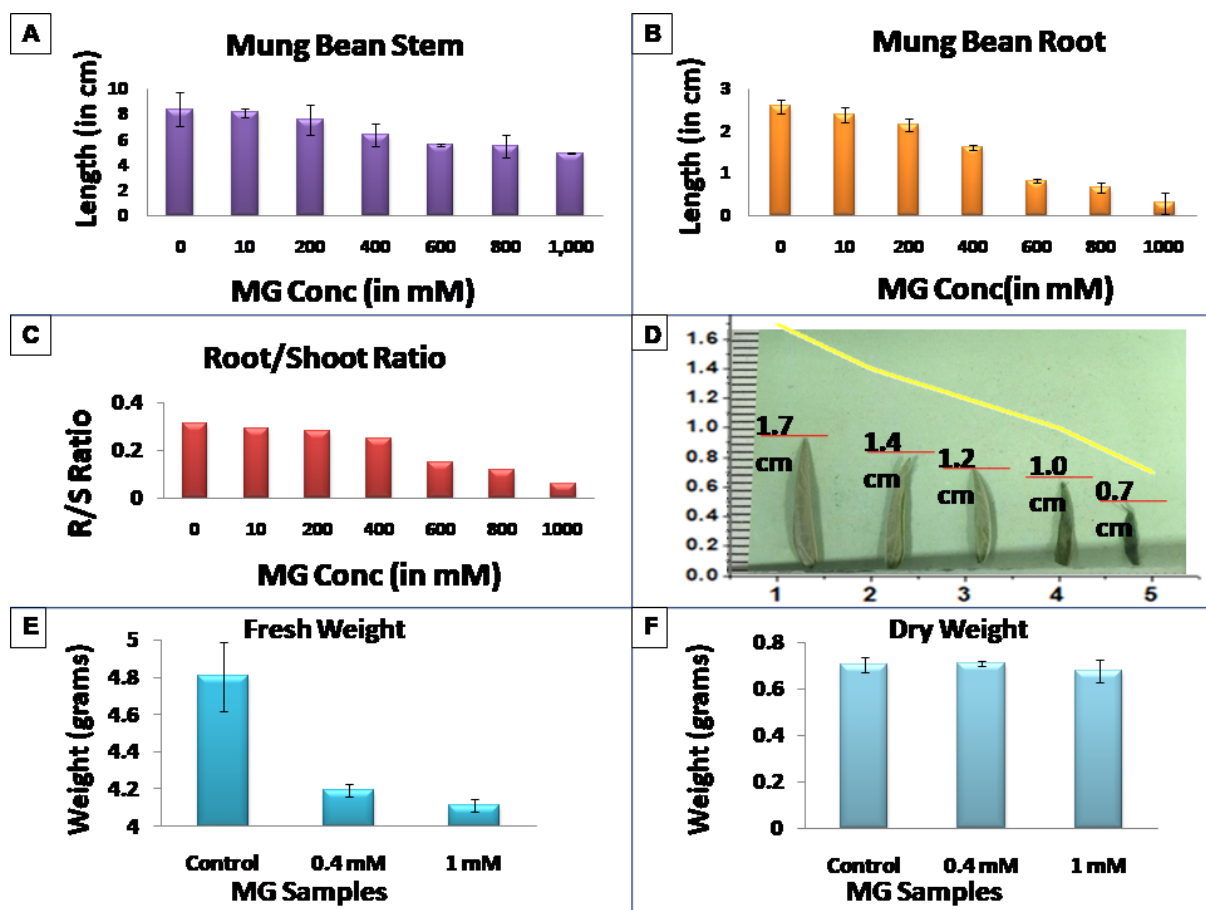 A
Mung Bean Stem
Length (in cm)
10
8
6
4
2
0
0 10 200 400 600 800 1,000
MG Conc (in mM)
B
Mung Bean Root
Length (in cm)
3
2
1
0
0 10 200 400 600 800 1000
MG Conc(in mM)
C
Root/Shoot Ratio
R/S Ratio
0.4
0.2
0
0 10 200 400 600 800 1000
MG Conc (in mM)
D
1.6
1.4
1.2
1.0
0.8
0.6
0.4
0.2
0.0
1.7
cm
1.4
cm
1.2
cm
1.0
cm
0.7
cm
1 2 3 4 5
E
Fresh Weight
Weight (grams)
5
4.8
4.6
4.4
4.2
4
Control 0.4 mM 1 mM
MG Samples
F
Dry Weight
Weight (grams)
0.8
0.6
0.4
0.2
0
Control 0.4 mM 1 mM
MG Samples